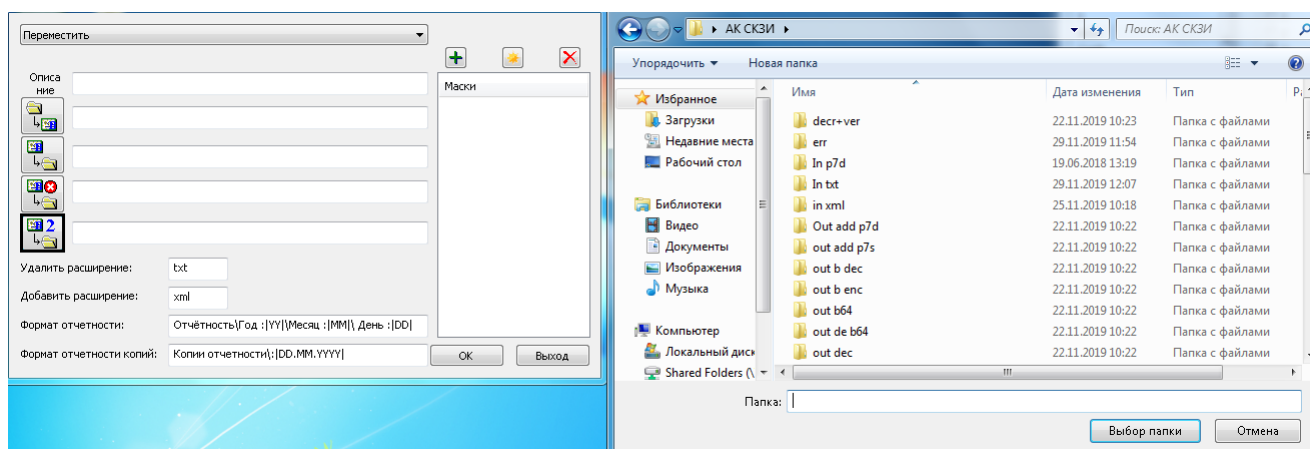 Переместить
Описа
ние
Маски
2
Удалить расширение: txt
Добавить расширение: xml
Формат отчетности: Отчётность\Год :|YY|\Месяц :|MM|\ День :|DD|
Формат отчетности копий: Копии отчетности\:|DD.MM.YYYY|
OK Выход
АК СКЗИ
Поиск: АК СКЗИ
Упорядочить Новая папка
Избранное
Загрузки
Недавние места
Рабочий стол
Библиотеки
Видео
Документы
Изображения
Музыка
Компьютер
Локальный диск
Shared Folders (\
Имя Дата изменения Тип
decr+ver 22.11.2019 10:23 Папка с файлами
err 29.11.2019 11:54 Папка с файлами
In p7d 19.06.2018 13:19 Папка с файлами
In txt 29.11.2019 12:07 Папка с файлами
in xml 25.11.2019 10:18 Папка с файлами
Out add p7d 22.11.2019 10:22 Папка с файлами
out add p7s 22.11.2019 10:22 Папка с файлами
out b dec 22.11.2019 10:22 Папка с файлами
out b enc 22.11.2019 10:22 Папка с файлами
out b64 22.11.2019 10:22 Папка с файлами
out de b64 22.11.2019 10:22 Папка с файлами
out dec 22.11.2019 10:22 Папка с файлами
Папка:
Выбор папки Отмена